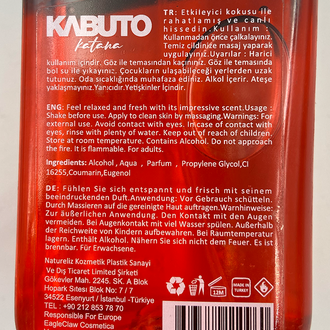 KABUTO
katana
TR: Etkileyici kokusu ile
rahatlamış ve canlı
hissedin.Kullanım :
Kullanmadan önce çalkalayınız.
Temiz cildinize masaj yaparak
uygulayınız. Uyarılar : Harici
kullanımı içindir. Göz ile temasından kaçınız. Göz ile temasında
bol su ile yıkayınız. Çocukların ulaşabileceği yerlerden uzak
tutunuz. Oda sıcaklığında muhafaza ediniz. Alkol İçerir. Ateşe
yaklaşmayınız.Yetişkinler İçindir
ENG: Feel relaxed and fresh with its impressive scent.Usage :
Shake before use. Apply to clean skin by massaging.Warnings: For
external use. Avoid contact with eyes. Incase of contact with
eyes, rinse with plenty of water. Keep out of reach of children.
Store at room temperature. Contains Alcohol. Do not approach
the fire. It is flammable. For Adults
Ingredients: Alcohol , Aqua , Parfum , Propylene Glycol,CI
16255,Coumarin,Eugenol
DE: Fühlen Sie sich entspannt und frisch mit seinem
beeindruckenden Duft.Anwendung: Vor Gebrauch schütteln.
Durch Massieren auf die gereinigte Haut auftragen.Warnhinweise:
Zur äußerlichen Anwendung. Den Kontakt mit den Augen
vermeiden. Bei Augenkontakt mit viel Wasser spülen. Außerhalb
der Reichweite von Kindern aufbewahren. Bei Raumtemperatur
lagern. Enthält Alkohol. Nähern Sie sich nicht dem Feuer. Es ist
brennbar. Für Erwachsene.
Natureliz Kozmetik Plastik Sanayi
Ve Dış Ticaret Limited Şirketi
Gökevler Mah. 2245. SK. A Blok
Hopark Sitesi Blok No: 7 / 7
34522,Esenyurt / İstanbul -Türkiye
TEL: +90 212 853 78 70
Responsible For Europe
EagleClaw Cosmetica
12M
MADE IN
TURKEY